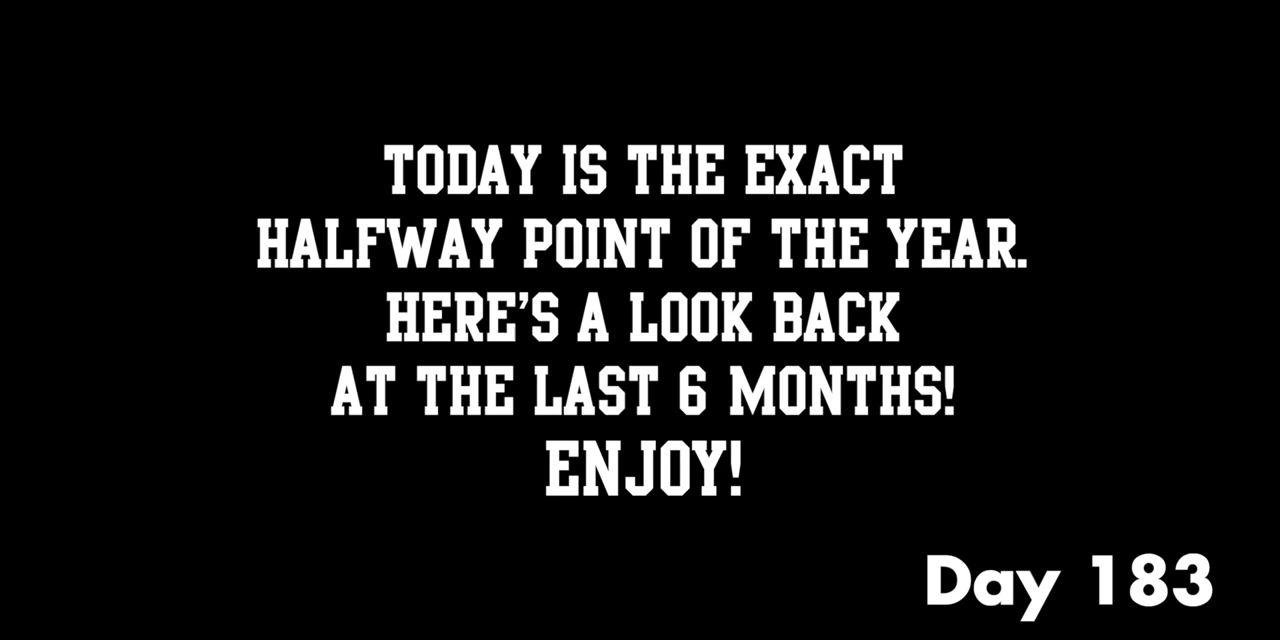 TODAY IS THE EXACT
HALFWAY POINT OF THE YEAR.
HERE'S A LOOK BACK
AT THE LAST 6 MONTHS!
ENJOY!
Day 183